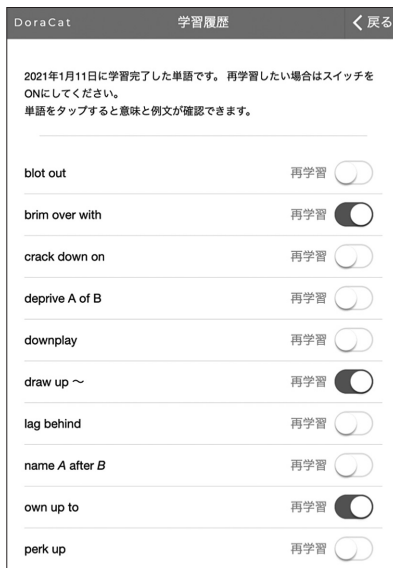 DoraCat 学習履歴 戻る
2021年1月11日に学習完了した単語です。 再学習したい場合はスイッチを
ONにしてください。
単語をタップすると意味と例文が確認できます。
blot out 再学習
brim over with 再学習
crack down on 再学習
deprive A of B 再学習
downplay 再学習
draw up 〜 再学習
lag behind 再学習
name A after B 再学習
own up to 再学習
perk up 再学習